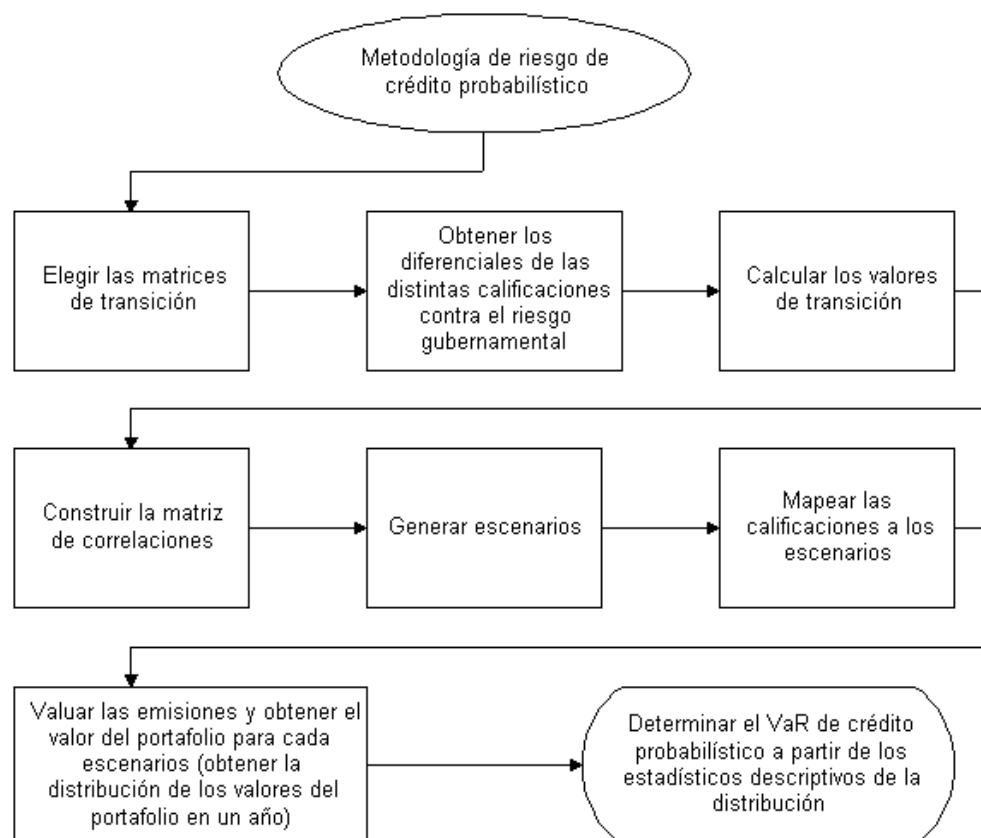 Metodología de riesgo de
crédito probabilístico
Elegir las matrices
de transición
Obtener los
diferenciales de las
distintas calificaciones
contra el riesgo
gubernamental
Calcular los valores
de transición
Construir la matriz
de correlaciones
Generar escenarios
Mapear las
calificaciones a los
escenarios
Valuar las emisiones y obtener el
valor del portafolio para cada
escenarios (obtener la
distribución de los valores del
portafolio en un año)
Determinar el VaR de crédito
probabilístico a partir de los
estadísticos descriptivos de la
distribución